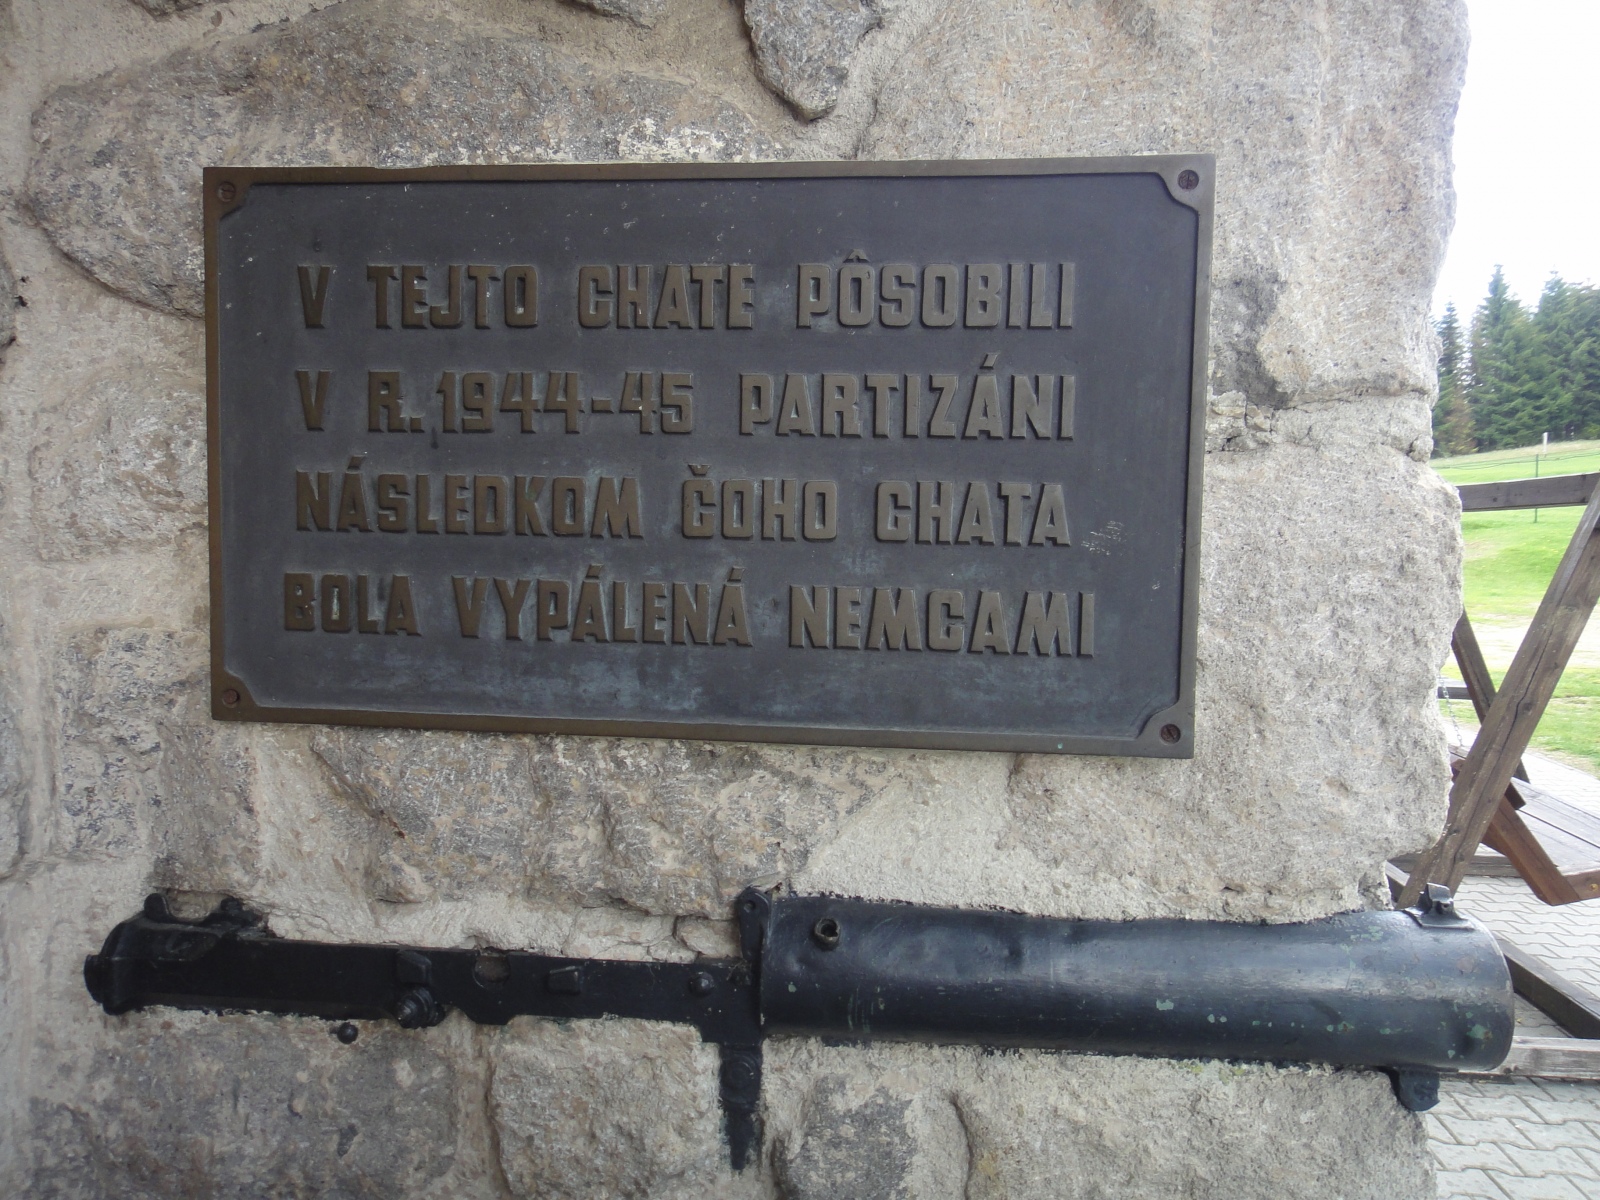 V TEJTO CHATE PÔSOBILI
V R. 1944-45 PARTIZÁNI
NÁSLEDKOM ČOHO CHATA
BOLA VYPÁLENÁ NEMCAMI